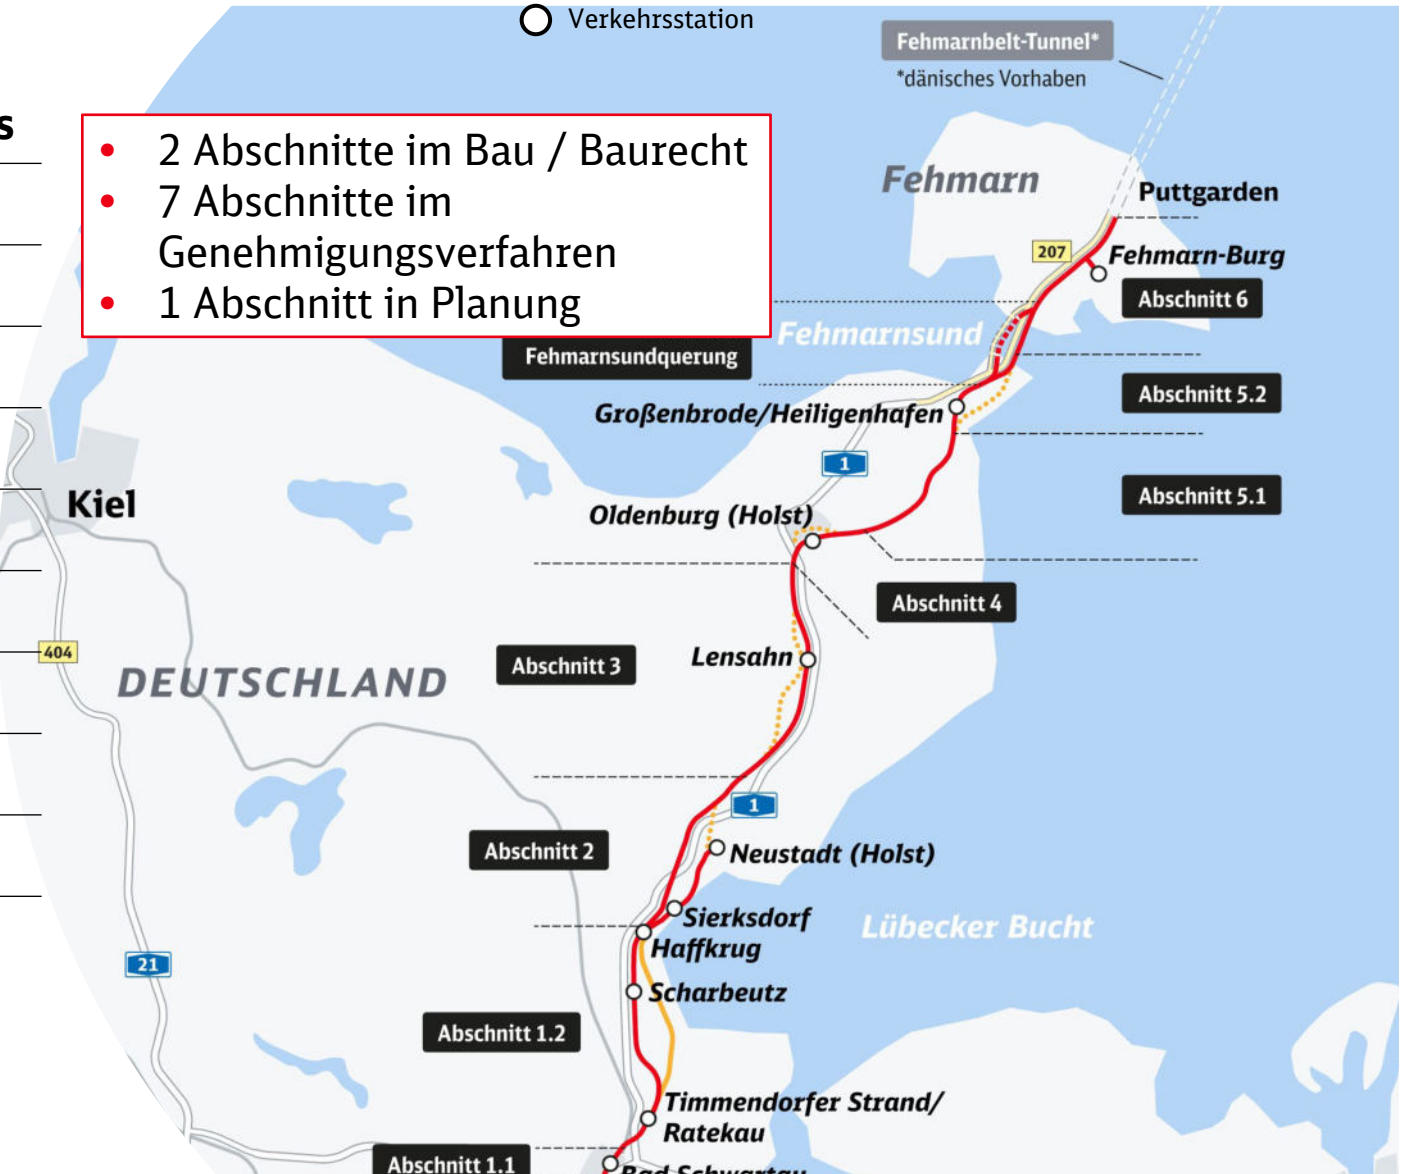 Verkehrsstation
Fehmarnbelt-Tunnel*
*dänisches Vorhaben
s
• 2 Abschnitte im Bau / Baurecht
• 7 Abschnitte im
Genehmigungsverfahren
• 1 Abschnitt in Planung
Fehmarn
Puttgarden
207
Fehmarn-Burg
Abschnitt 6
Fehmarnsund
Fehmarnsundquerung
Abschnitt 5.2
Großenbrode/Heiligenhafen
1
Kiel
Abschnitt 5.1
Oldenburg (Holst)
Abschnitt 4
404
Abschnitt 3
Lensahn
DEUTSCHLAND
1
Abschnitt 2
Neustadt (Holst)
Sierksdorf
Lübecker Bucht
Haffkrug
21
Scharbeutz
Abschnitt 1.2
Timmendorfer Strand/
Ratekau
Abschnitt 1.1
Bad Schwartau